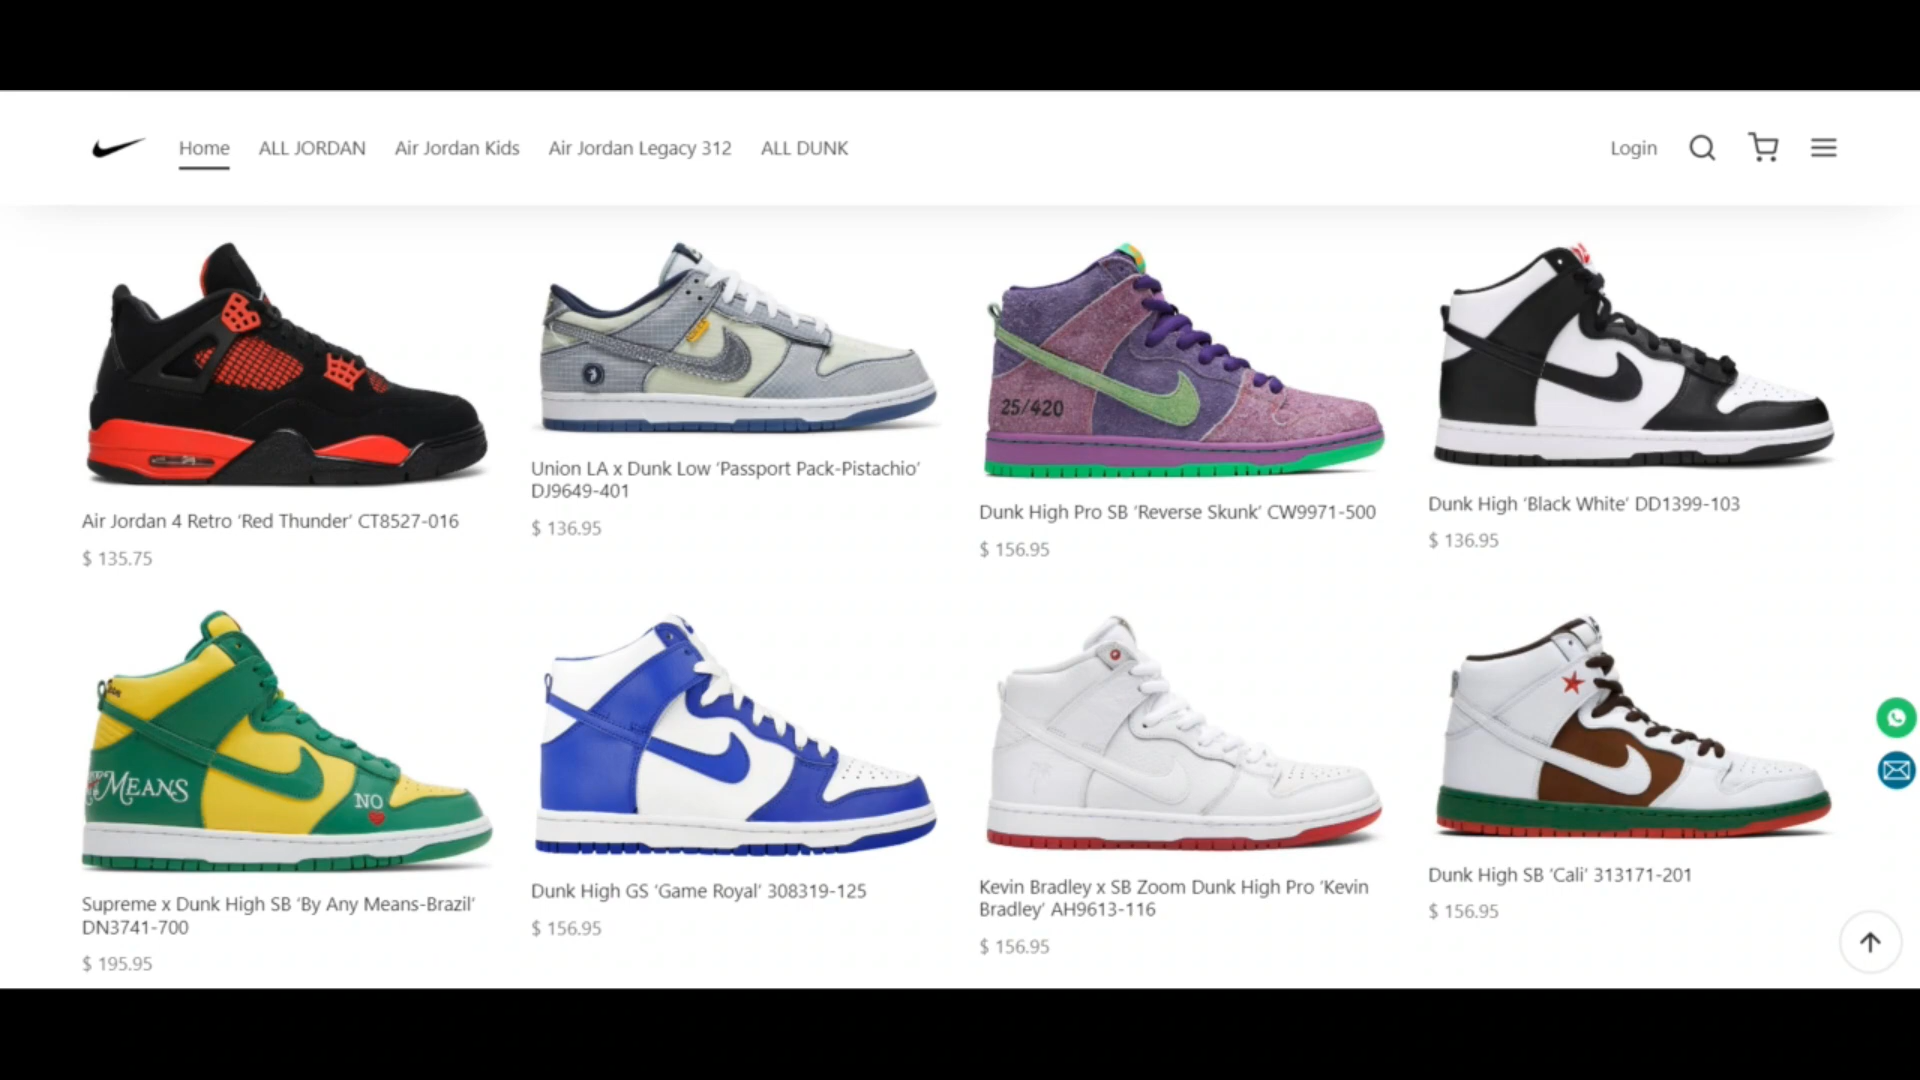 Home ALL JORDAN Air Jordan Kids Air Jordan Legacy 312 ALL DUNK Login
25/420
Air Jordan 4 Retro ‘Red Thunder’ CT8527-016
$ 135.75
Union LA x Dunk Low ‘Passport Pack-Pistachio’
DJ9649-401
$ 136.95
Dunk High Pro SB ‘Reverse Skunk’ CW9971-500
$ 156.95
Dunk High ‘Black White’ DD1399-103
$ 136.95
MEANS
NO
Supreme x Dunk High SB ‘By Any Means-Brazil’
DN3741-700
$ 195.95
Dunk High GS ‘Game Royal’ 308319-125
$ 156.95
Kevin Bradley x SB Zoom Dunk High Pro ‘Kevin
Bradley’ AH9613-116
$ 156.95
Dunk High SB ‘Cali’ 313171-201
$ 156.95